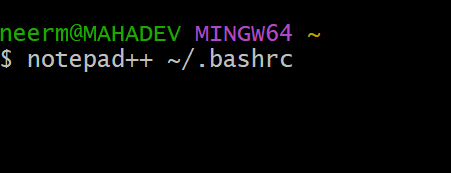 neerm@MAHADEV MINGW64 ~
$ notepad++ ~/.bashrc